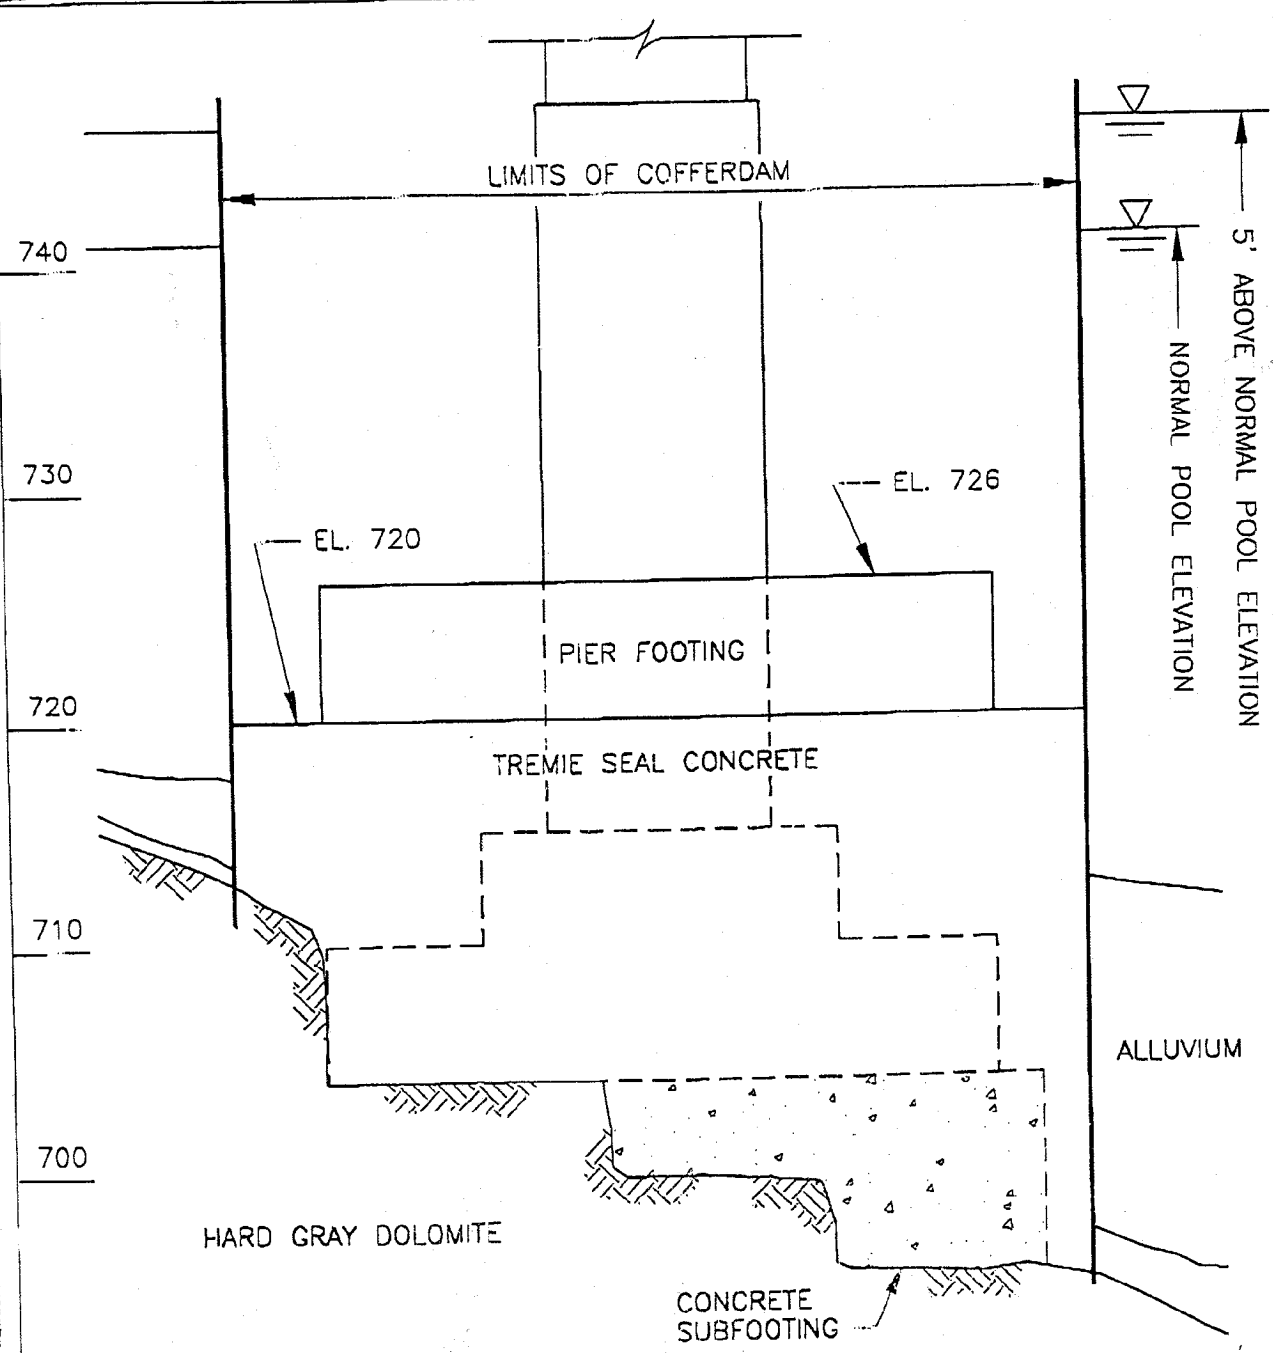 LIMITS OF COFFERDAM
740
5' ABOVE NORMAL POOL ELEVATION
NORMAL POOL ELEVATION
730
EL. 726
EL. 720
PIER FOOTING
720
TREMIE SEAL CONCRETE
710
ALLUVIUM
700
HARD GRAY DOLOMITE
CONCRETE
SUBFOOTING